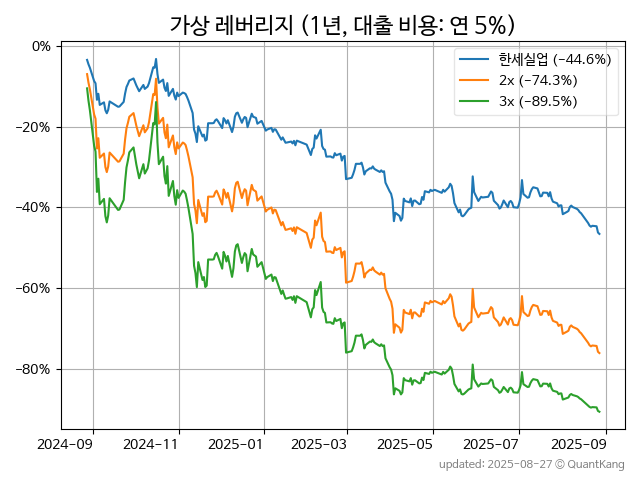 가상 레버리지 (1년, 대출 비용: 연 5%)
한세실업 (−44.6%)
2x (−74.3%)
3x (−89.5%)
0%
−20%
−40%
−60%
−80%
2024-09 2024-11 2025-01 2025-03 2025-05 2025-07 2025-09
updated: 2025-08-27 © QuantKang